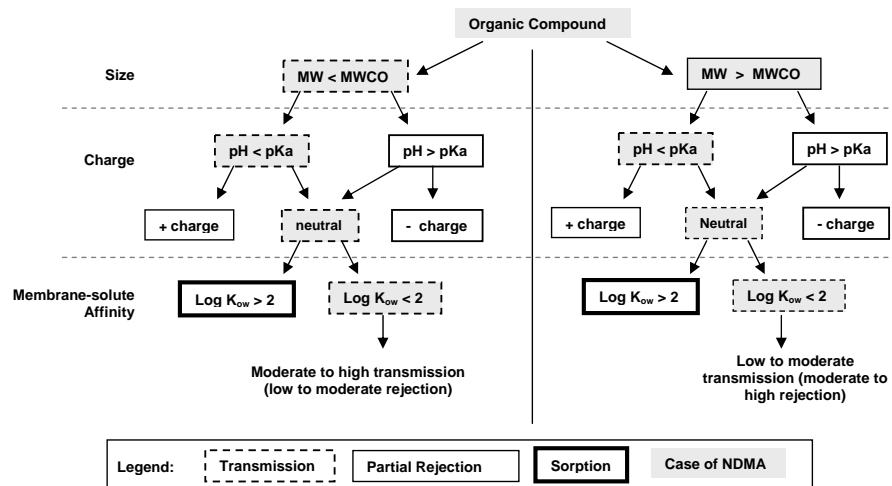 Organic Compound
Size
MW < MWCO
MW > MWCO
Charge
pH < pKa
pH > pKa
pH < pKa
pH > pKa
+ charge
neutral
- charge
+ charge
Neutral
- charge
Membrane-solute
Affinity
Log Kow > 2
Log Kow < 2
Log Kow > 2
Log Kow < 2
Moderate to high transmission
(low to moderate rejection)
Low to moderate
transmission (moderate to
high rejection)
Legend:
Transmission
Partial Rejection
Sorption
Case of NDMA